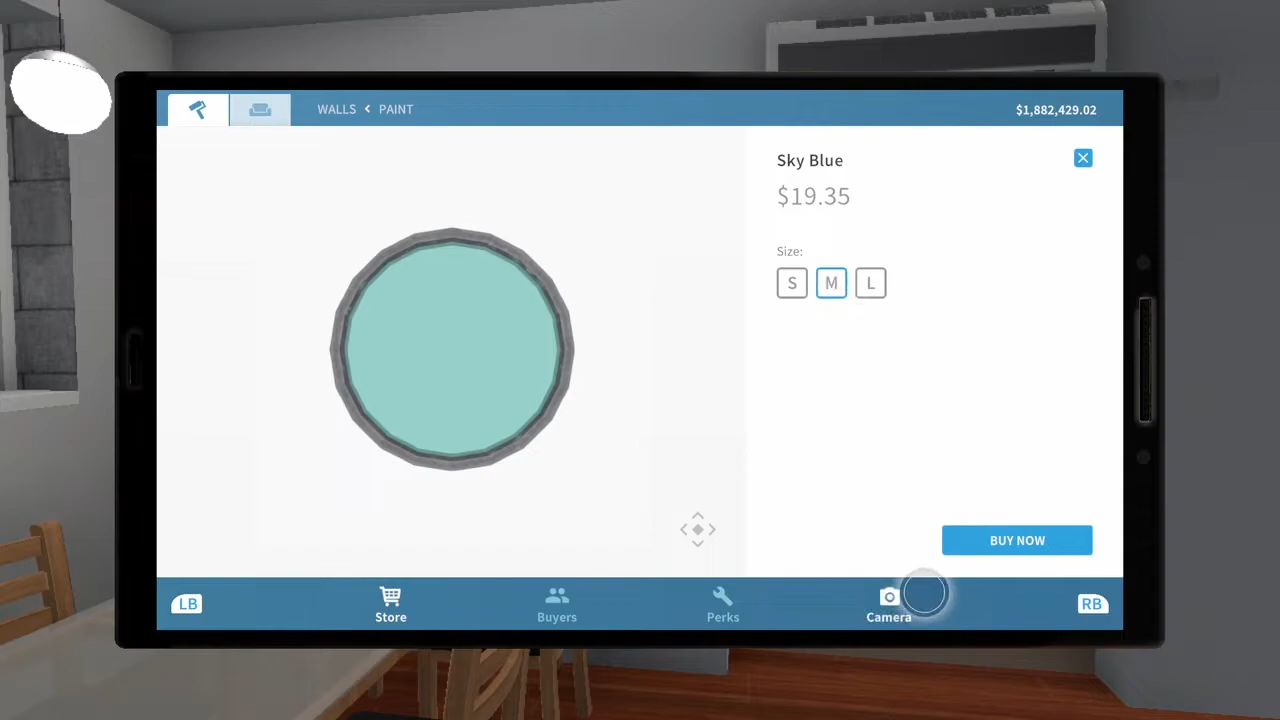 WALLS < PAINT
$1,882,429.02
Sky Blue
$19.35
Size:
S M L
BUY NOW
LB
Store
Buyers
Perks
Camera
RB